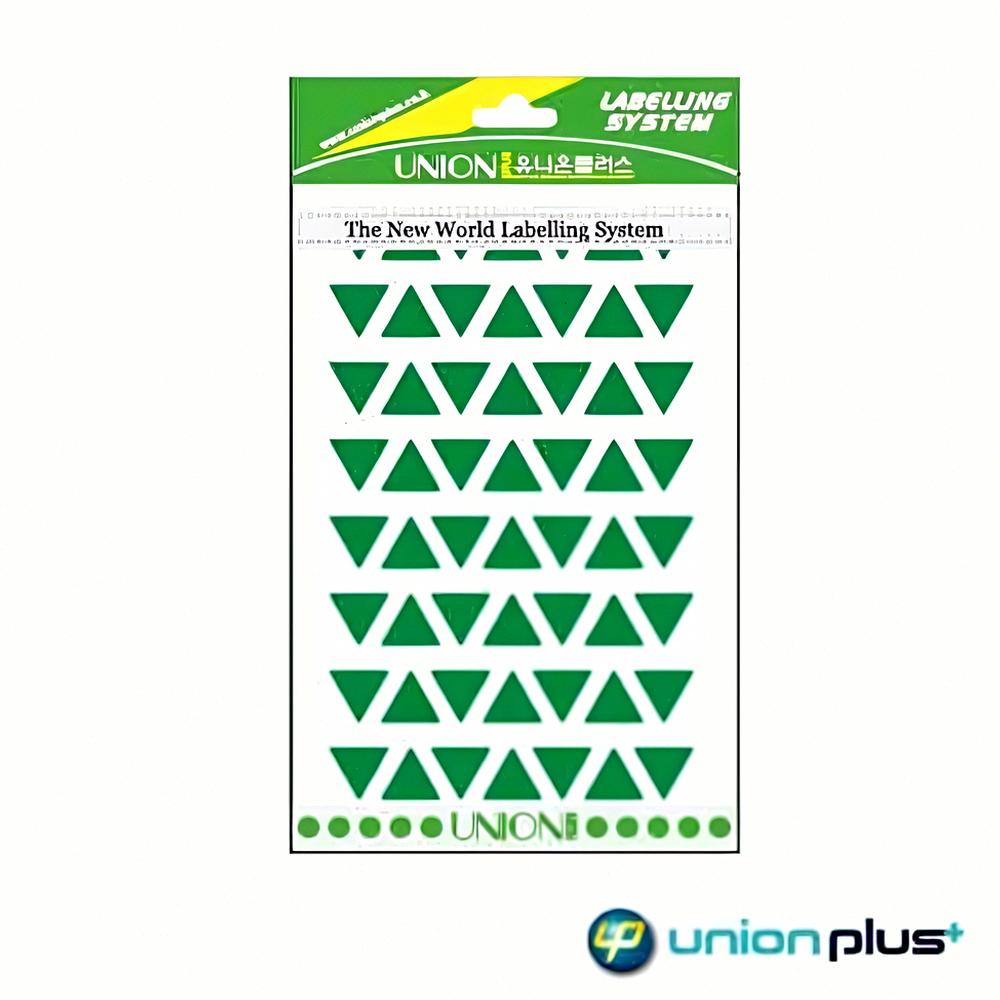 LABELLING
SYSTEM
UNION 유니온플러스
The New World Labelling System
UNION
union plus+